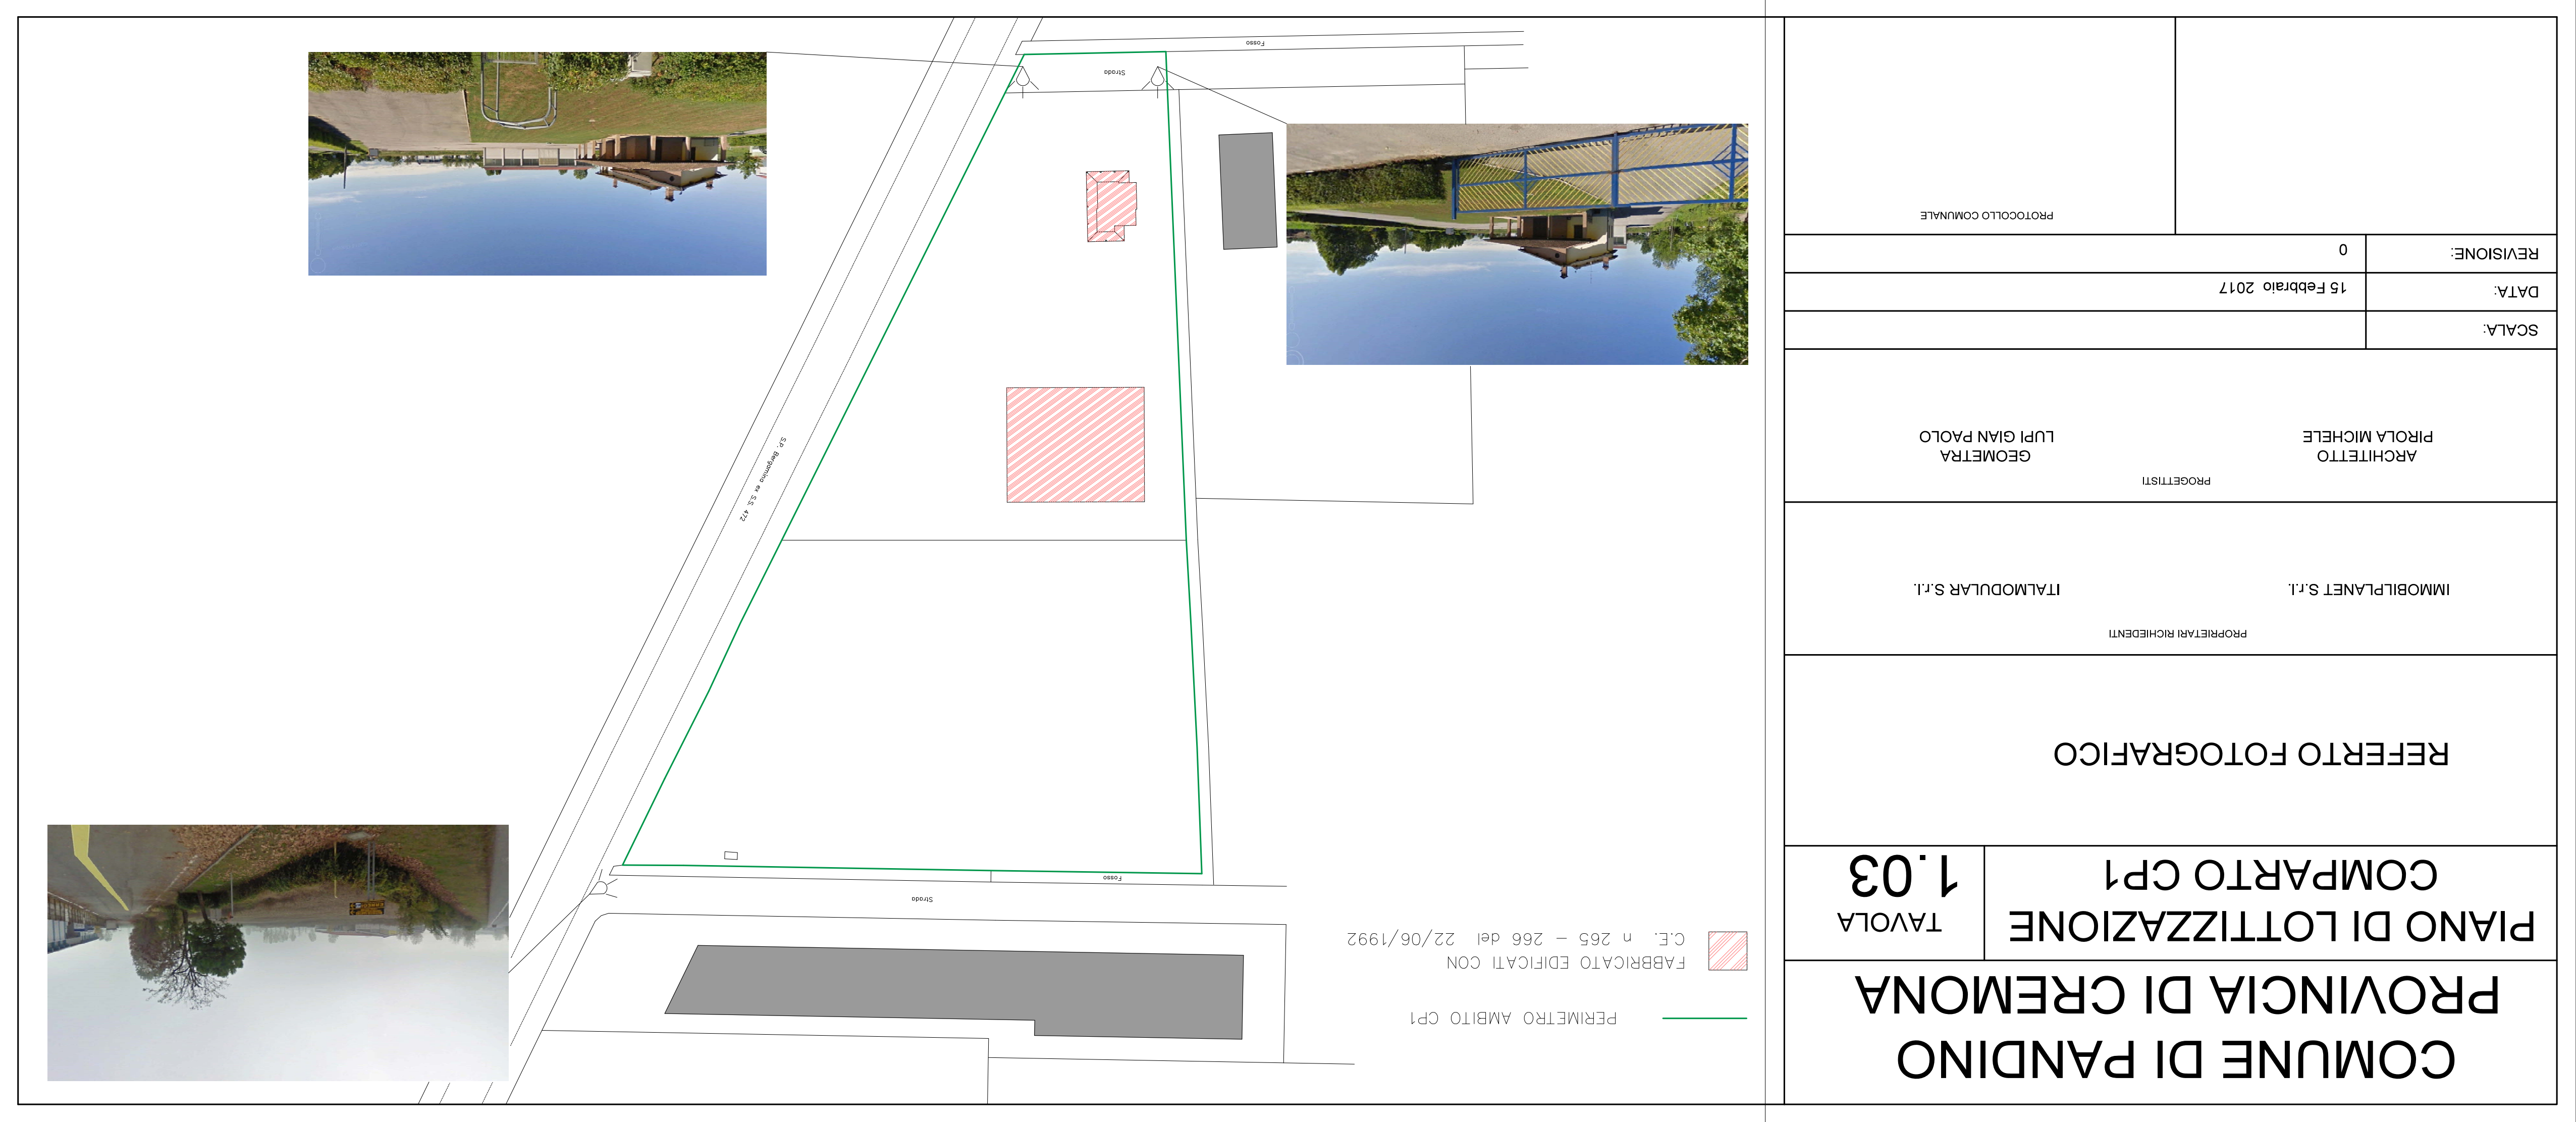 COMUNE DI PANDINO
PROVINCIA DI CREMONA
PIANO DI LOTTIZZAZIONE
COMPARTO CP1
TAVOLA
1.03
REFERTO FOTOGRAFICO
PROPRIETARI RICHIEDENTI
IMMOBILPLANET S.r.l.
ITALMODULAR S.r.l.
PROGETTISTI
ARCHITETTO
PIROLA MICHELE
GEOMETRA
LUPI GIAN PAOLO
SCALA:
DATA:
15 Febbraio 2017
REVISIONE:
0
PROTOCOLLO COMUNALE
PERIMETRO AMBITO CP1
FABBRICATO EDIFICATI CON
C.E. n 265 – 266 del 22/06/1992
Strada
Fosso
S.P. Bergamina ex S.S. 472
Strada
Fosso